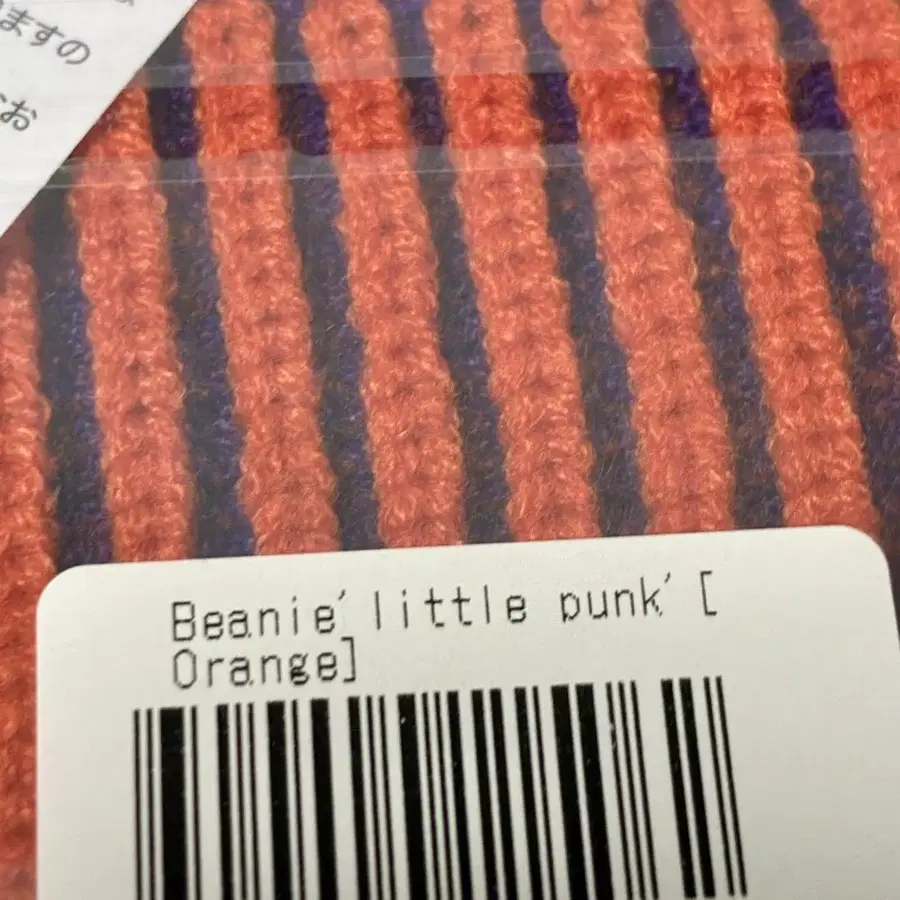 ますの
お
Beanie'little punk'[
Orange]